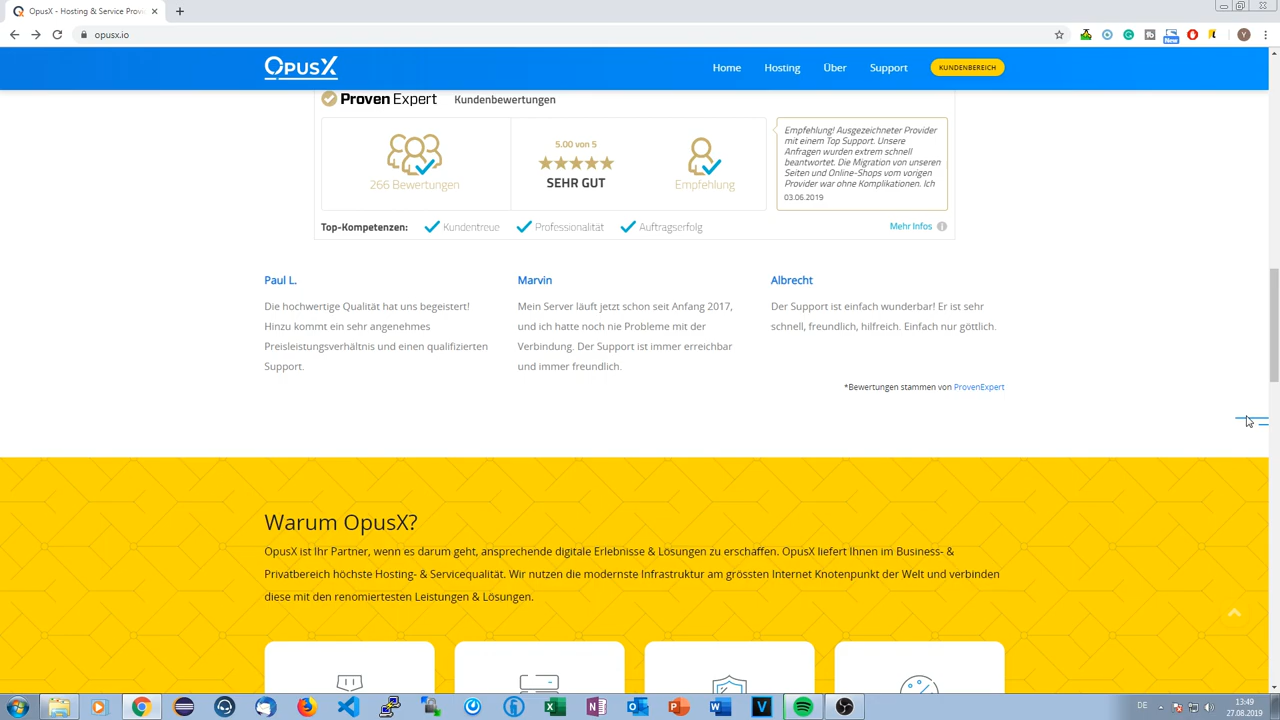 OpusX - Hosting & Service Provi
opusx.io
New
Y
OPUSX
Home
Hosting
Über
Support
KUNDENBEREICH
Proven Expert
Kundenbewertungen
266 Bewertungen
5.00 von 5
SEHR GUT
Empfehlung
Empfehlung! Ausgezeichneter Provider
mit einem Top Support. Unsere
Anfragen wurden extrem schnell
beantwortet. Die Migration von unseren
Seiten und Online-Shops vom vorigen
Provider war ohne Komplikationen. Ich
03.06.2019
Top-Kompetenzen:
Kundentreue
Professionalität
Auftragserfolg
Mehr Infos
Paul L.
Die hochwertige Qualität hat uns begeistert!
Hinzu kommt ein sehr angenehmes
Preisleistungsverhältnis und einen qualifizierten
Support.
Marvin
Mein Server läuft jetzt schon seit Anfang 2017,
und ich hatte noch nie Probleme mit der
Verbindung. Der Support ist immer erreichbar
und immer freundlich.
Albrecht
Der Support ist einfach wunderbar! Er ist sehr
schnell, freundlich, hilfreich. Einfach nur göttlich.
*Bewertungen stammen von ProvenExpert
Warum OpusX?
OpusX ist Ihr Partner, wenn es darum geht, ansprechende digitale Erlebnisse & Lösungen zu erschaffen. OpusX liefert Ihnen im Business- &
Privatbereich höchste Hosting- & Servicequalität. Wir nutzen die modernste Infrastruktur am grössten Internet Knotenpunkt der Welt und verbinden
diese mit den renomiertesten Leistungen & Lösungen.
DE
13:49
27.08.2019